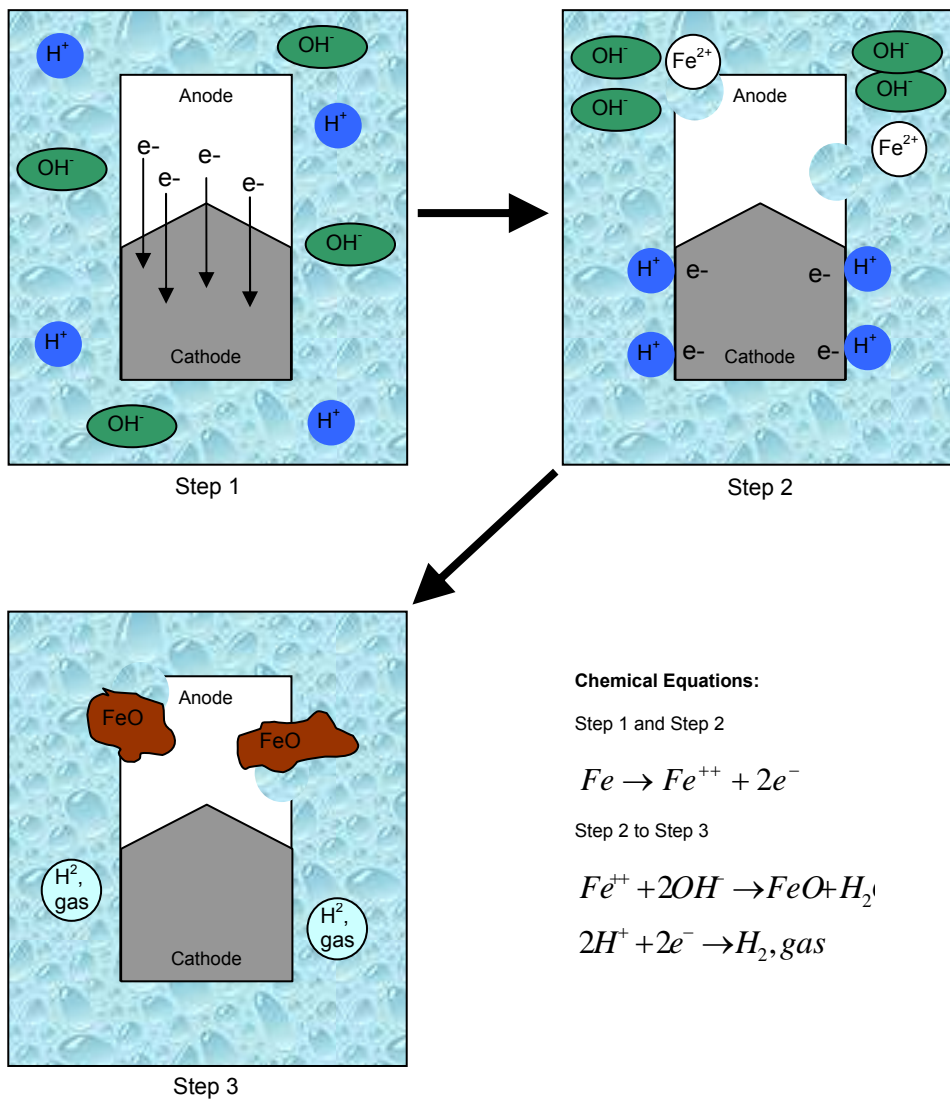 H⁺
OH⁻
Anode
H⁺
e-
e-
e-
e-
OH⁻
OH⁻
H⁺
Cathode
OH⁻
H⁺
Step 1
OH⁻
Fe²⁺
OH⁻
OH⁻
Anode
OH⁻
Fe²⁺
H⁺
e-
e-
H⁺
H⁺
e-
Cathode
e-
H⁺
Step 2
Anode
FeO
FeO
H²,
gas
H²,
gas
Cathode
Step 3
Chemical Equations:
Step 1 and Step 2
Fe → Fe⁺⁺ + 2e⁻
Step 2 to Step 3
Fe⁺⁺ +2OH⁻ →FeO+H₂
2H⁺ +2e⁻ →H₂,gas